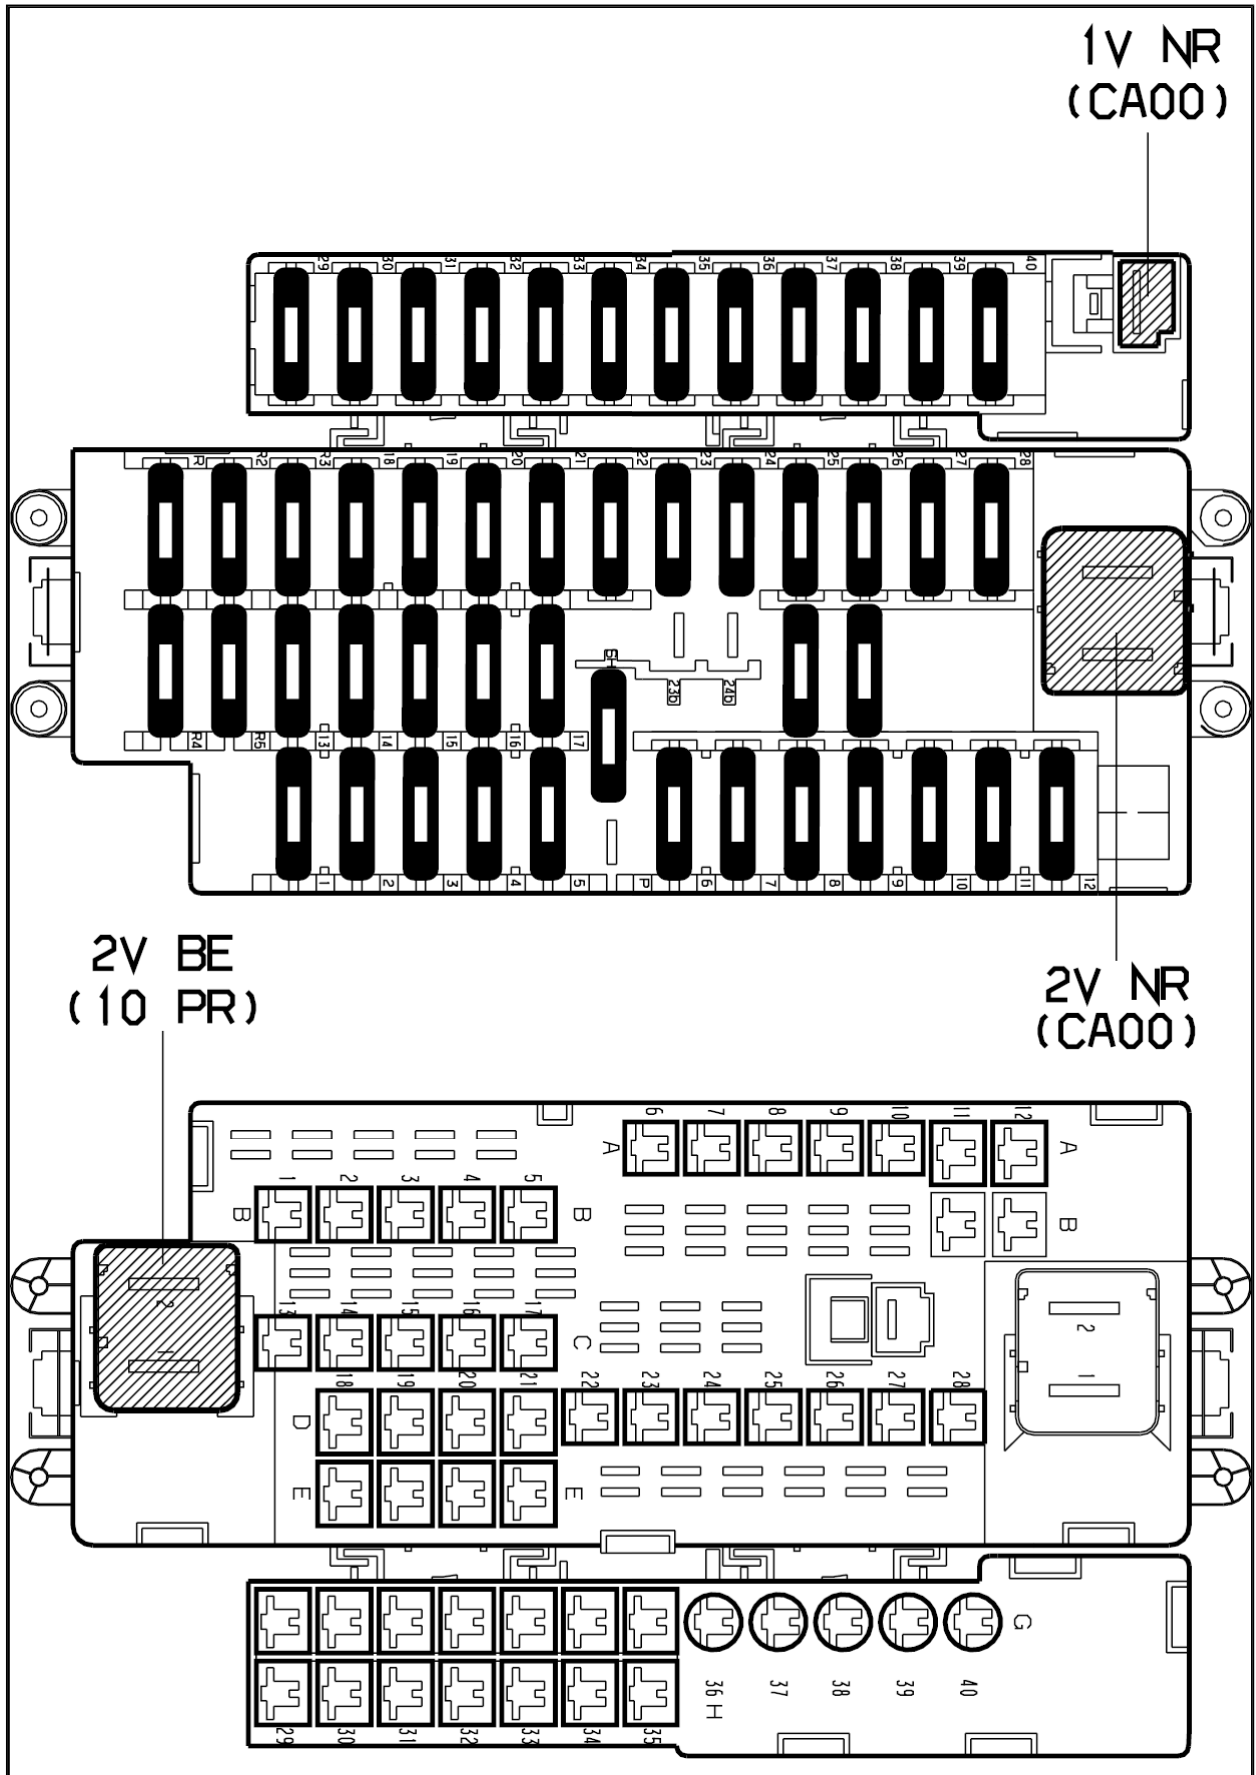 1V NR
(CA00)
29 30 31 32 33 34 35 36 37 38 39 40
R R2 R3 18 19 20 21 22 23 24 25 26 27 28
S
23b 24b
R4 R5 13 14 15 16 17
1 2 3 4 5 P 6 7 8 9 10 11 12
2V BE
(10 PR)
2V NR
(CA00)
6 7 8 9 10 11 12
A A
1 2 3 4 5
B B B
2
1
13 14 15 16 17
C
2
1
18 19 20 21 22 23 24 25 26 27 28
D
E E
G
36 H 37 38 39 40
29 30 31 32 33 34 35